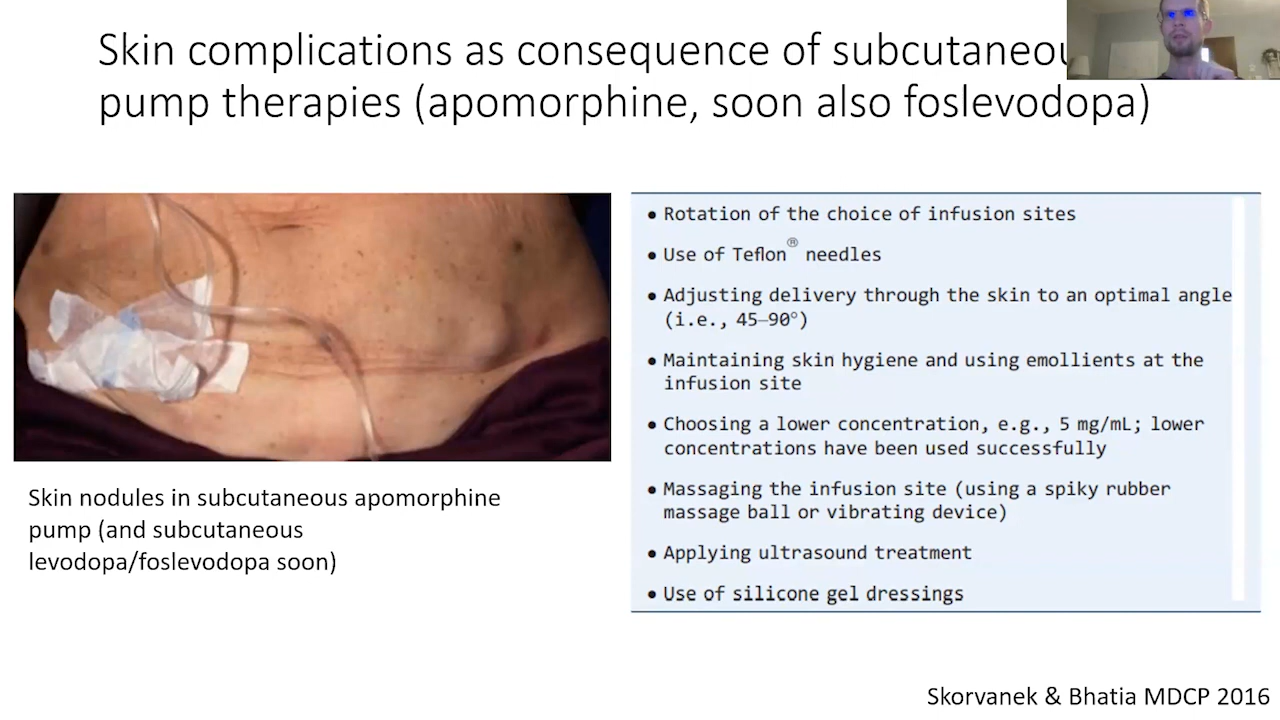 Skin complications as consequence of
pump therapies (apomorphine, soon also foslevodopa)
• Rotation of the choice of infusion sites
• Use of Teflon® needles
• Adjusting delivery through the skin to an optimal angle
(i.e., 45–90°)
• Maintaining skin hygiene and using emollients at the
infusion site
• Choosing a lower concentration, e.g., 5 mg/mL; lower
concentrations have been used successfully
• Massaging the infusion site (using a spiky rubber
massage ball or vibrating device)
• Applying ultrasound treatment
• Use of silicone gel dressings
Skin nodules in subcutaneous apomorphine
pump (and subcutaneous
levodopa/foslevodopa soon)
Skorvanek & Bhatia MDCP 2016